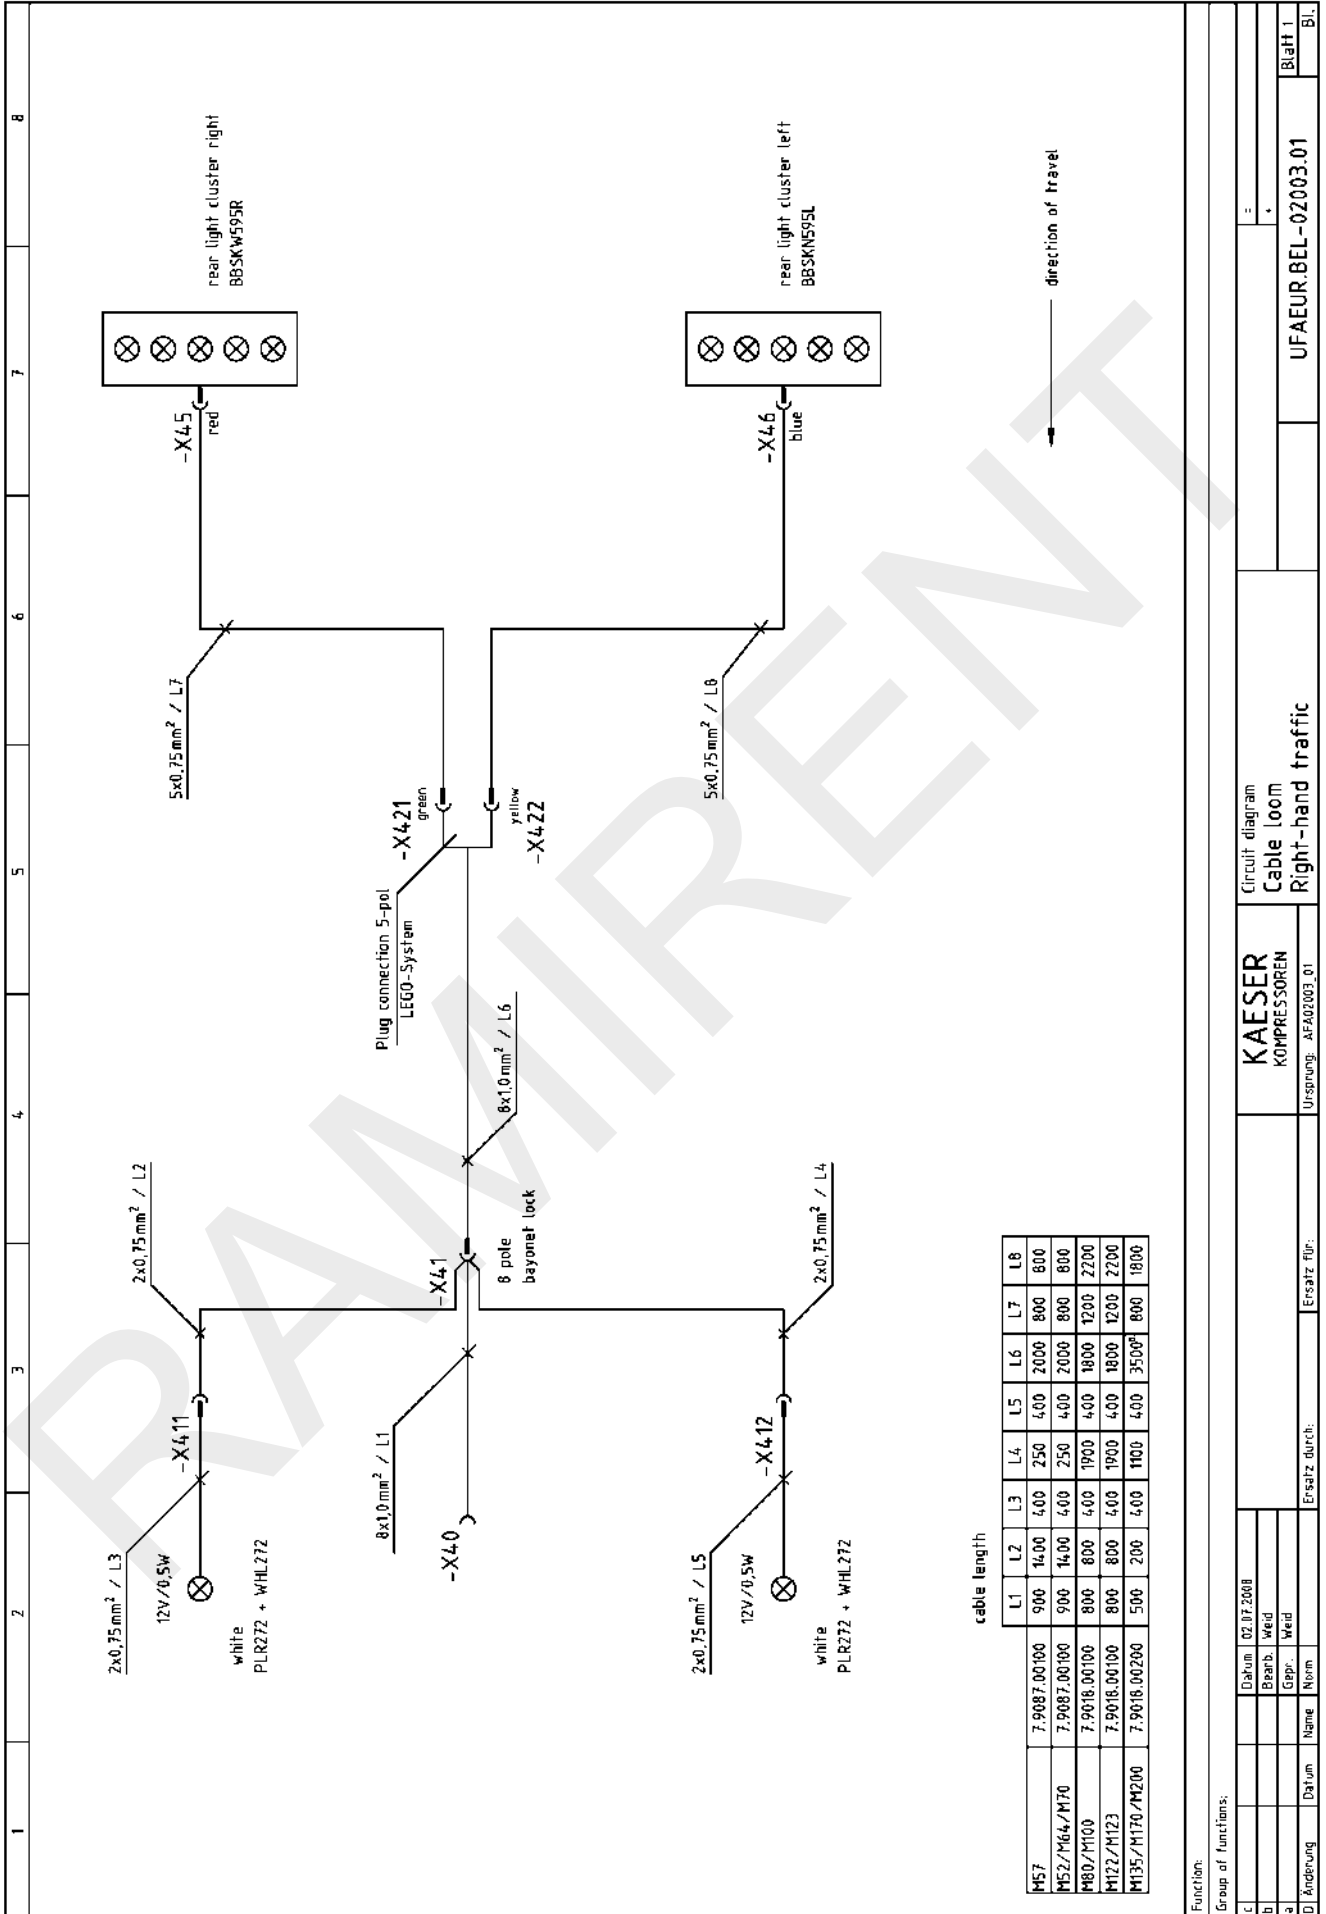 1 2 3 4 5 6 7 8
2x0,75mm² / L3
12V/0,5W
white
PLR272 + WHL272
-X411
2x0,75mm² / L2
8x1,0mm² / L1
-X40
-X41
8 pole
bayonet lock
8x1,0mm² / L6
Plug connection 5-pol
LEGO-System
-X421
green
yellow
-X422
5x0,75mm² / L7
-X45
red
rear light cluster right
BBSKW595R
2x0,75mm² / L5
12V/0,5W
white
PLR272 + WHL272
-X412
2x0,75mm² / L4
5x0,75mm² / L8
-X46
blue
rear light cluster left
BBSKN595L
direction of travel
cable length
L1 L2 L3 L4 L5 L6 L7 L8
M57 7.9087.00100 900 1400 400 250 400 2000 800 800
M52/M64/M70 7.9087.00100 900 1400 400 250 400 2000 800 800
M80/M100 7.9018.00100 800 800 400 1900 400 1800 1200 2200
M122/M123 7.9018.00100 800 800 400 1900 400 1800 1200 2200
M135/M170/M200 7.9018.00200 500 200 400 1100 400 3500 800 1800
RAMIRENT
Function:
Group of functions:
c
b
a
D Änderung Datum Name
Datum 02.07.2008
Bearb. Weid
Gepr. Weid
Norm
Ersatz durch:
Ersatz für:
KAESER
KOMPRESSOREN
Ursprung: AFA02003_01
Circuit diagram
Cable loom
Right-hand traffic
=
+
UFAEUR.BEL-02003.01
Blatt 1
Bl.